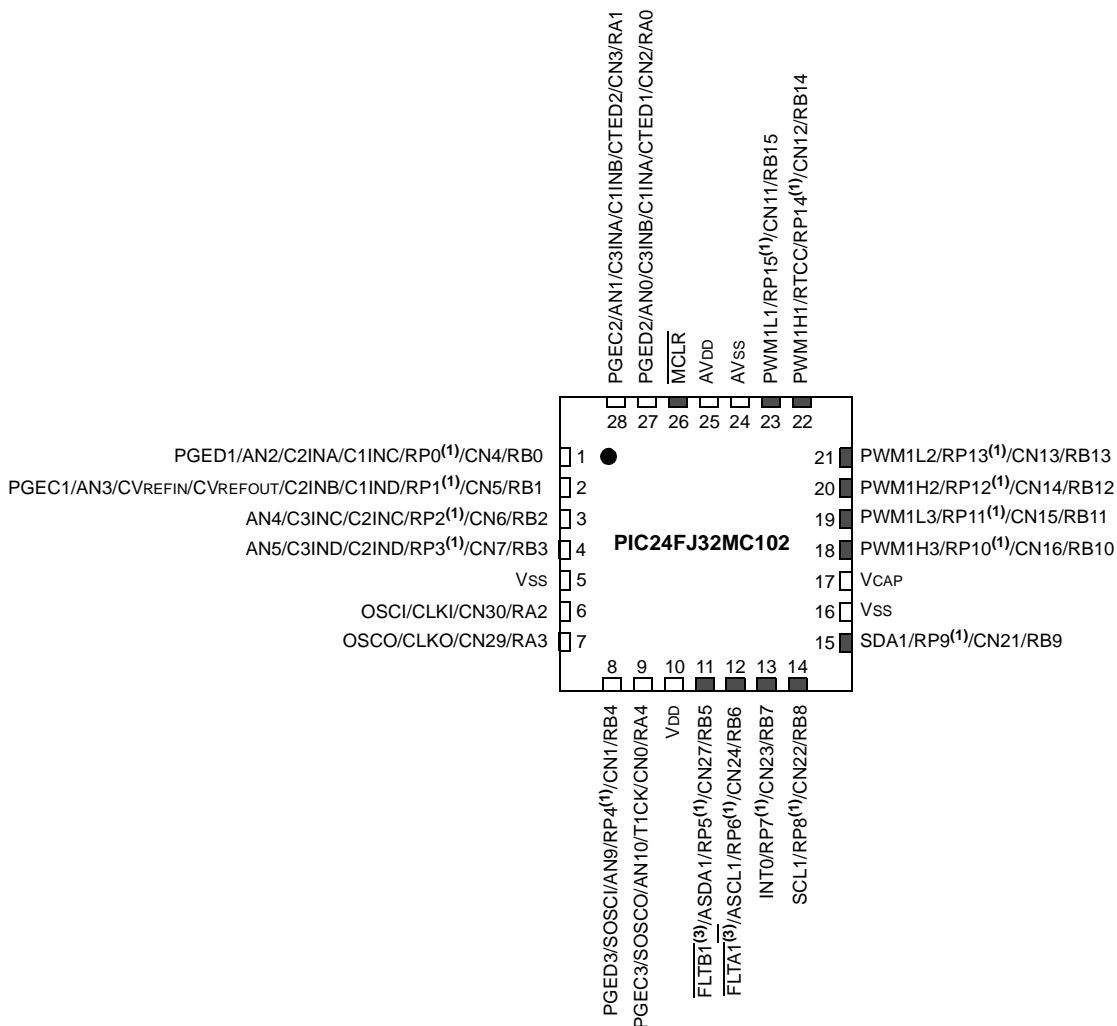 PGEC2/AN1/C3INA/C1INB/CTED2/CN3/RA1
PGED2/AN0/C3INB/C1INA/CTED1/CN2/RA0
MCLR
AVDD
AVSS
PWM1L1/RP15(1)/CN11/RB15
PWM1H1/RTCC/RP14(1)/CN12/RB14
28
27
26
25
24
23
22
PGED1/AN2/C2INA/C1INC/RP0(1)/CN4/RB0
1
PGEC1/AN3/CVREFIN/CVREFOUT/C2INB/C1IND/RP1(1)/CN5/RB1
2
AN4/C3INC/C2INC/RP2(1)/CN6/RB2
3
AN5/C3IND/C2IND/RP3(1)/CN7/RB3
4
VSS
5
OSCI/CLKI/CN30/RA2
6
OSCO/CLKO/CN29/RA3
7
PIC24FJ32MC102
21
PWM1L2/RP13(1)/CN13/RB13
20
PWM1H2/RP12(1)/CN14/RB12
19
PWM1L3/RP11(1)/CN15/RB11
18
PWM1H3/RP10(1)/CN16/RB10
17
VCAP
16
VSS
15
SDA1/RP9(1)/CN21/RB9
8
9
10
11
12
13
14
PGED3/SOSCI/AN9/RP4(1)/CN1/RB4
PGEC3/SOSCO/AN10/T1CK/CN0/RA4
VDD
FLTB1(3)/ASDA1/RP5(1)/CN27/RB5
FLTA1(3)/ASCL1/RP6(1)/CN24/RB6
INT0/RP7(1)/CN23/RB7
SCL1/RP8(1)/CN22/RB8